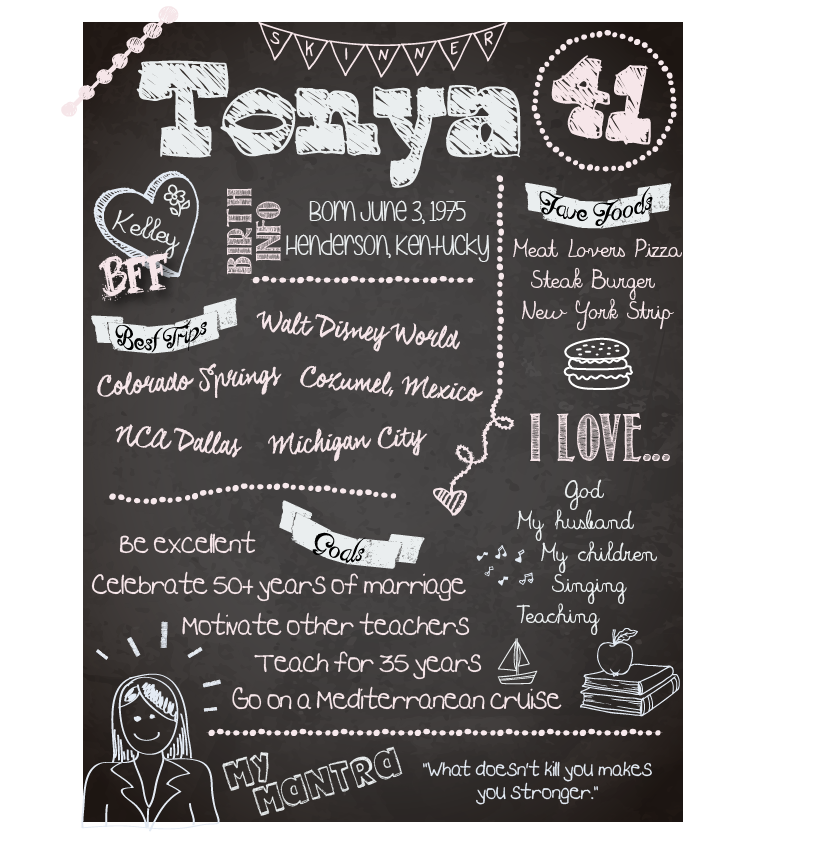 SKINNER
Tonya
41
Kelley
BFF
BIRTH
INFO
Born June 3, 1975
Henderson, Kentucky
Fave Foods
Meat Lovers Pizza
Steak Burger
New York Strip
Best Trips
Walt Disney World
Colorado Springs
Cozumel, Mexico
NCA Dallas
Michigan City
I LOVE...
God
My husband
My children
Singing
Teaching
Goals
Be excellent
Celebrate 50+ years of marriage
Motivate other teachers
Teach for 35 years
Go on a Mediterranean cruise
My
Mantra
"What doesn't kill you makes
you stronger."